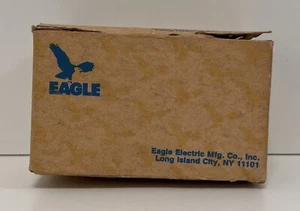 EAGLE
Eagle Electric Mfg. Co., Inc.
Long Island City, NY 11101